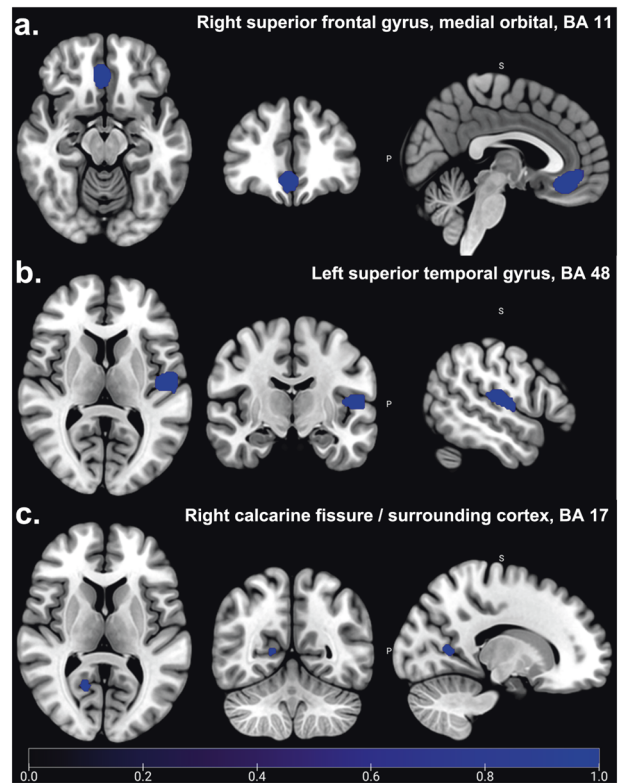 a.
Right superior frontal gyrus, medial orbital, BA 11
S
P
b.
Left superior temporal gyrus, BA 48
S
P
c.
Right calcarine fissure / surrounding cortex, BA 17
S
P
0.0 0.2 0.4 0.6 0.8 1.0